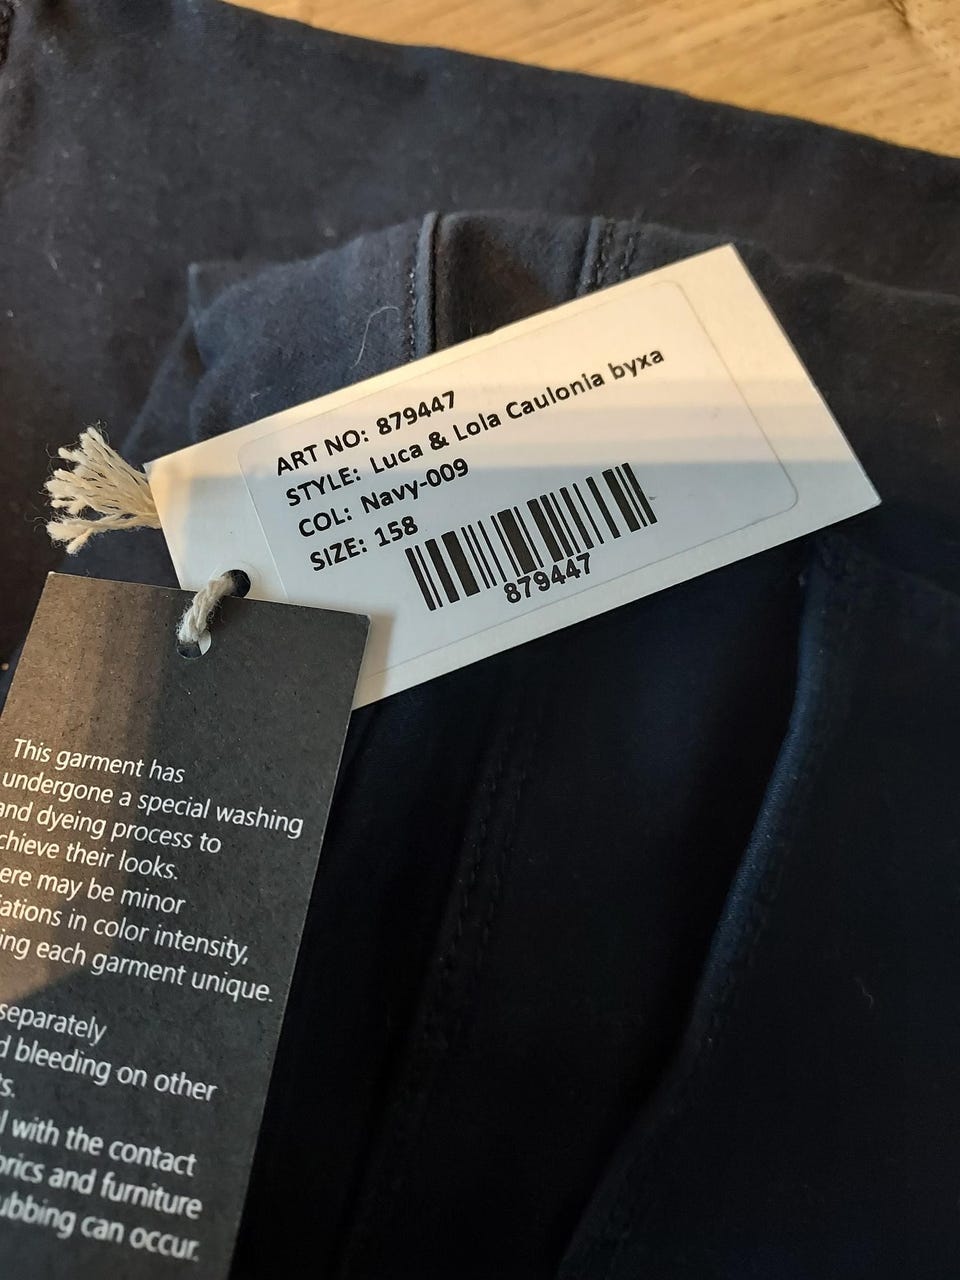 ART NO: 879447
STYLE: Luca & Lola Caulonia byxa
COL: Navy-009
SIZE: 158
879447
This garment has
undergone a special washing
and dyeing process to
chieve their looks.
ere may be minor
iations in color intensity,
ing each garment unique.
separately
d bleeding on other
s.
l with the contact
brics and furniture
ubbing can occur.